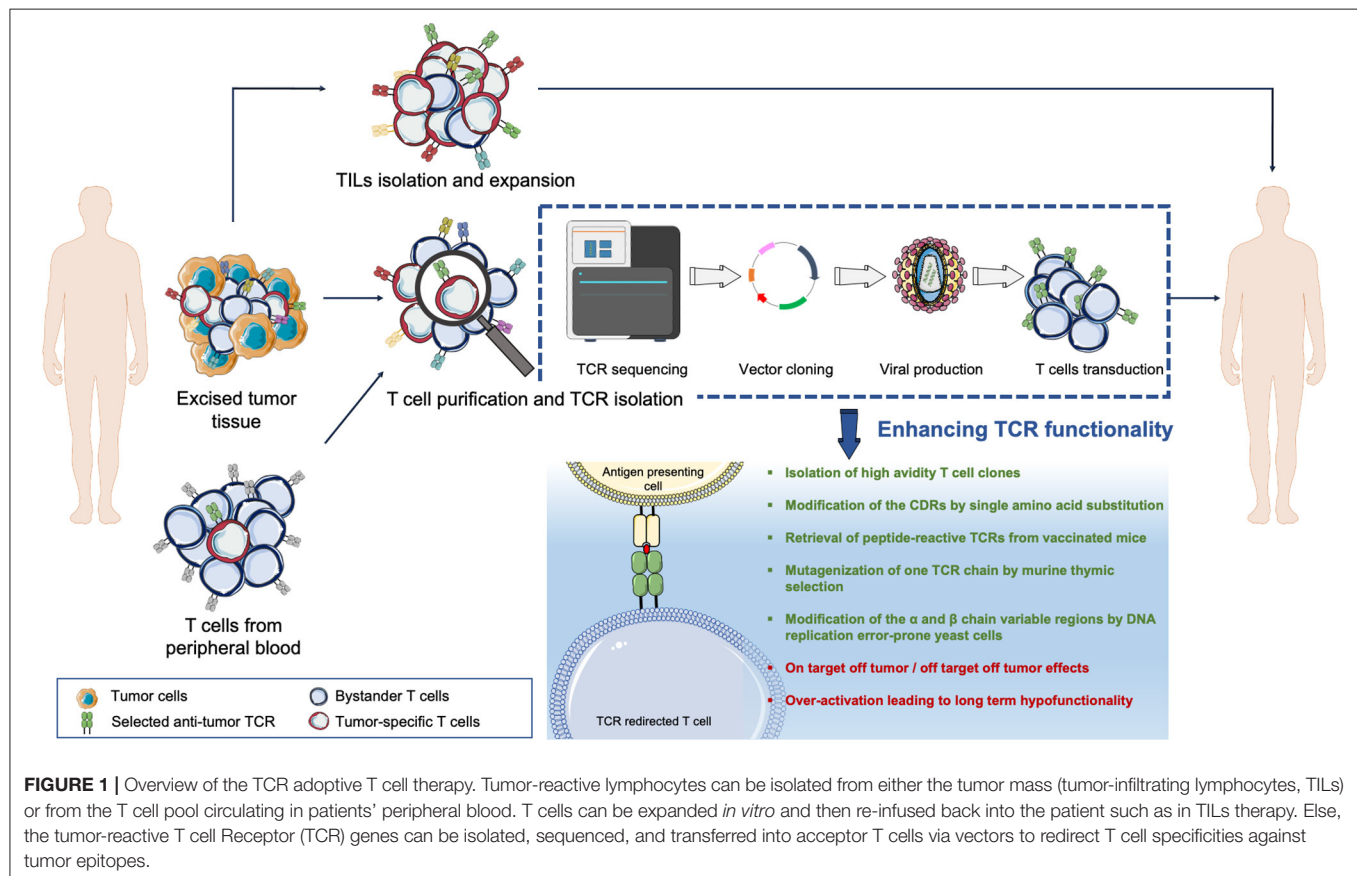 TILs isolation and expansion
Excised tumor
tissue
T cell purification and TCR isolation
TCR sequencing
Vector cloning
Viral production
T cells transduction
T cells from
peripheral blood
Enhancing TCR functionality
Antigen presenting
cell
TCR redirected T cell
▪ Isolation of high avidity T cell clones
▪ Modification of the CDRs by single amino acid substitution
▪ Retrieval of peptide-reactive TCRs from vaccinated mice
▪ Mutagenization of one TCR chain by murine thymic
selection
▪ Modification of the α and β chain variable regions by DNA
replication error-prone yeast cells
▪ On target off tumor / off target off tumor effects
▪ Over-activation leading to long term hypofunctionality
Tumor cells
Bystander T cells
Selected anti-tumor TCR
Tumor-specific T cells
FIGURE 1 | Overview of the TCR adoptive T cell therapy. Tumor-reactive lymphocytes can be isolated from either the tumor mass (tumor-infiltrating lymphocytes, TILs)
or from the T cell pool circulating in patients' peripheral blood. T cells can be expanded in vitro and then re-infused back into the patient such as in TILs therapy. Else,
the tumor-reactive T cell Receptor (TCR) genes can be isolated, sequenced, and transferred into acceptor T cells via vectors to redirect T cell specificities against
tumor epitopes.